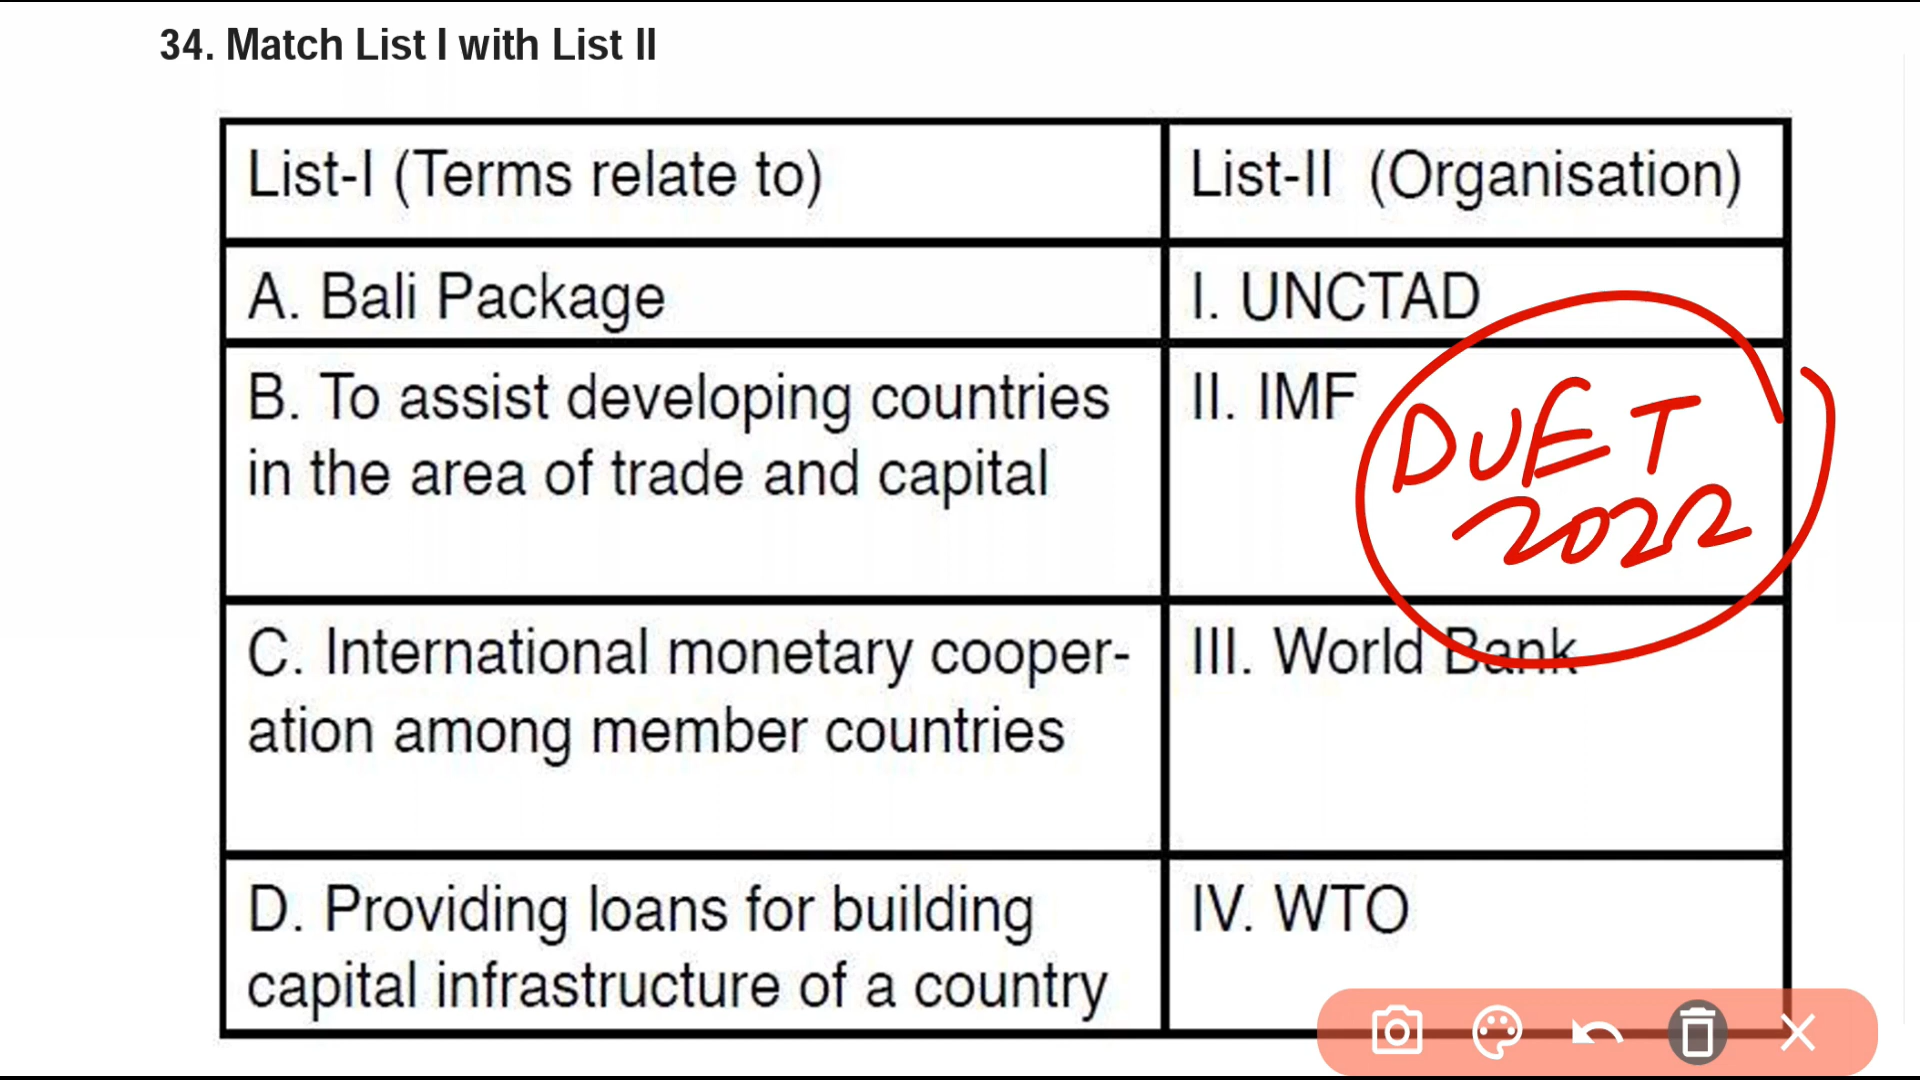 34. Match List I with List II
List-I (Terms relate to)
List-II (Organisation)
A. Bali Package
I. UNCTAD
B. To assist developing countries
in the area of trade and capital
II. IMF
DUET
2022
C. International monetary cooper-
ation among member countries
III. World Bank
D. Providing loans for building
capital infrastructure of a country
IV. WTO